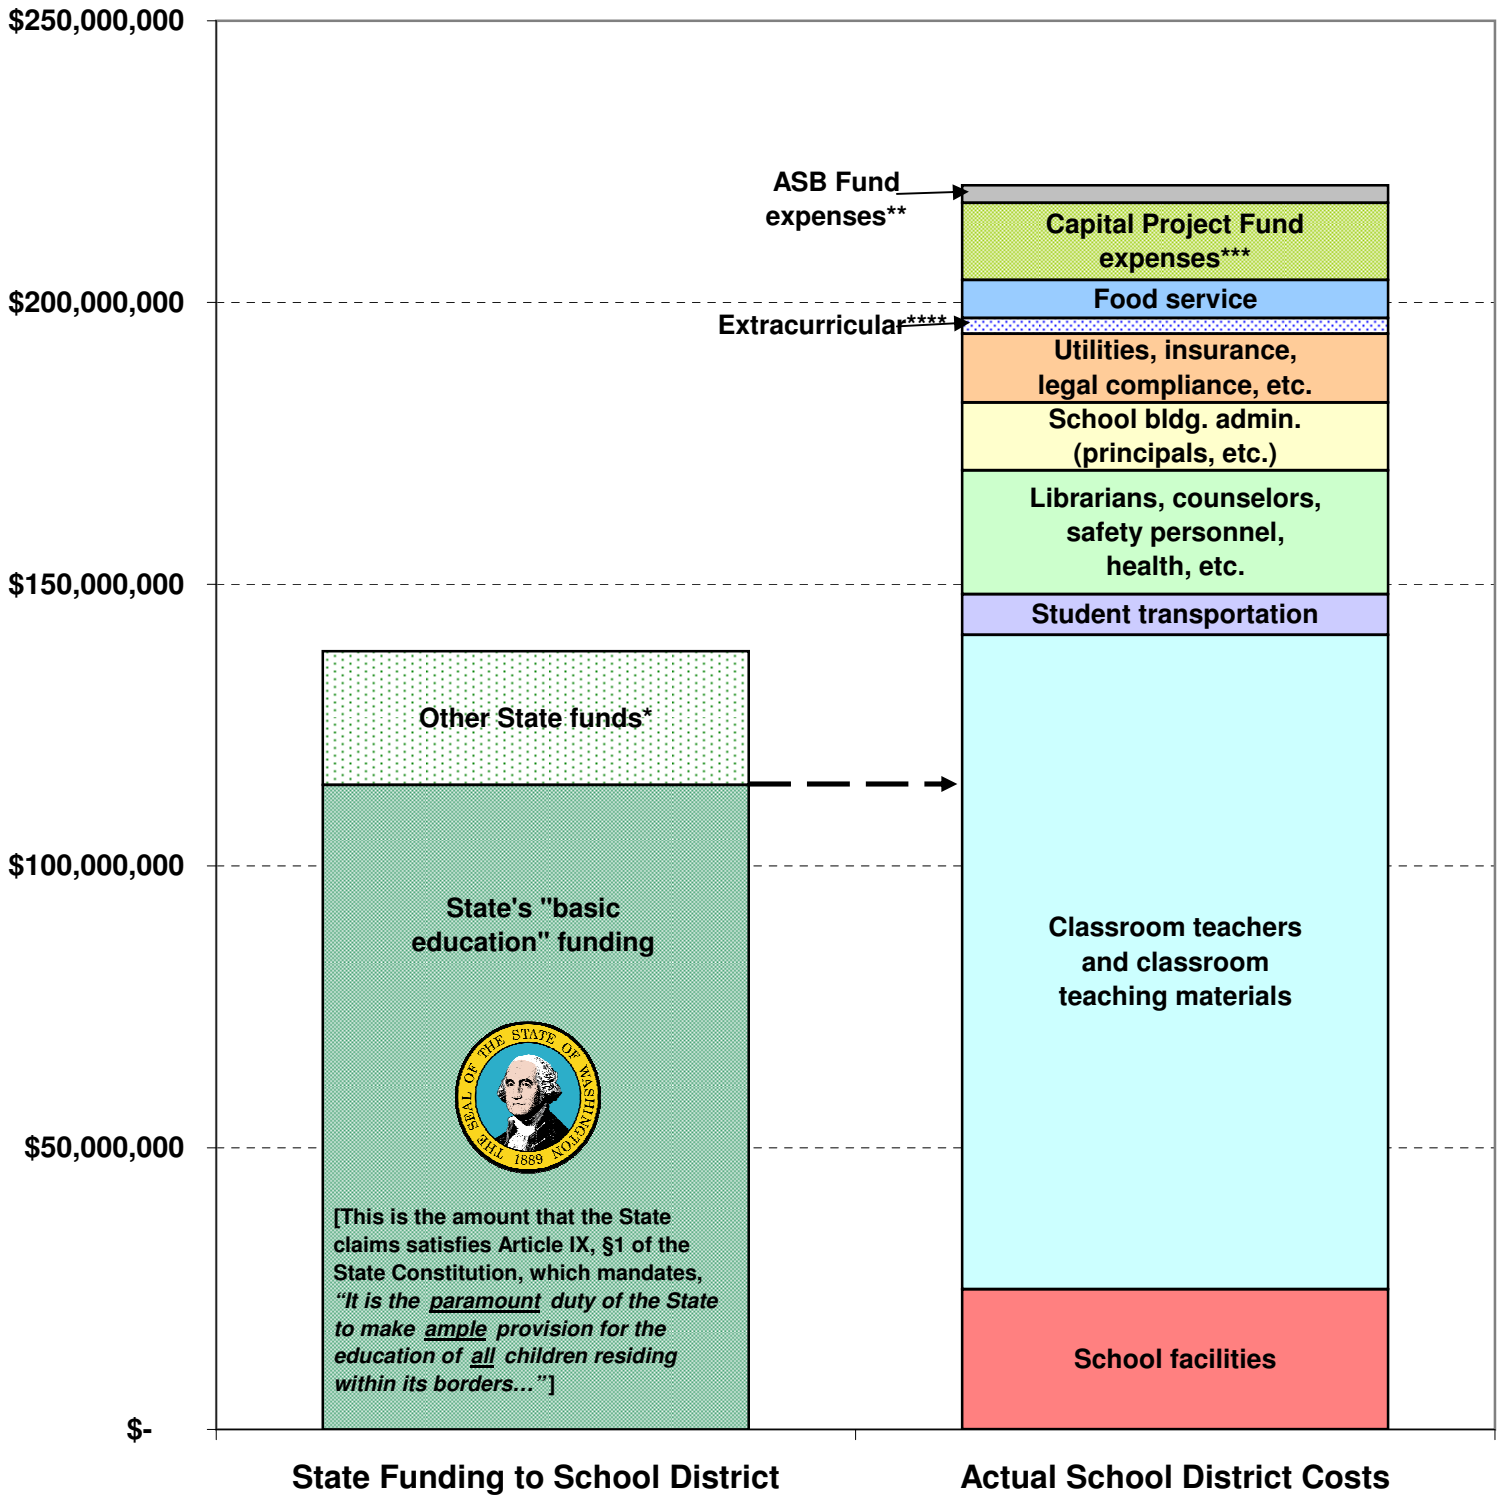 $250,000,000
$200,000,000
$150,000,000
$100,000,000
$50,000,000
$-
Other State funds*
State's "basic
education" funding
THE SEAL OF THE STATE OF WASHINGTON
1889
[This is the amount that the State
claims satisfies Article IX, §1 of the
State Constitution, which mandates,
“It is the paramount duty of the State
to make ample provision for the
education of all children residing
within its borders…”]
ASB Fund
expenses**
Capital Project Fund
expenses***
Food service
Extracurricular****
Utilities, insurance,
legal compliance, etc.
School bldg. admin.
(principals, etc.)
Librarians, counselors,
safety personnel,
health, etc.
Student transportation
Classroom teachers
and classroom
teaching materials
School facilities
State Funding to School District
Actual School District Costs